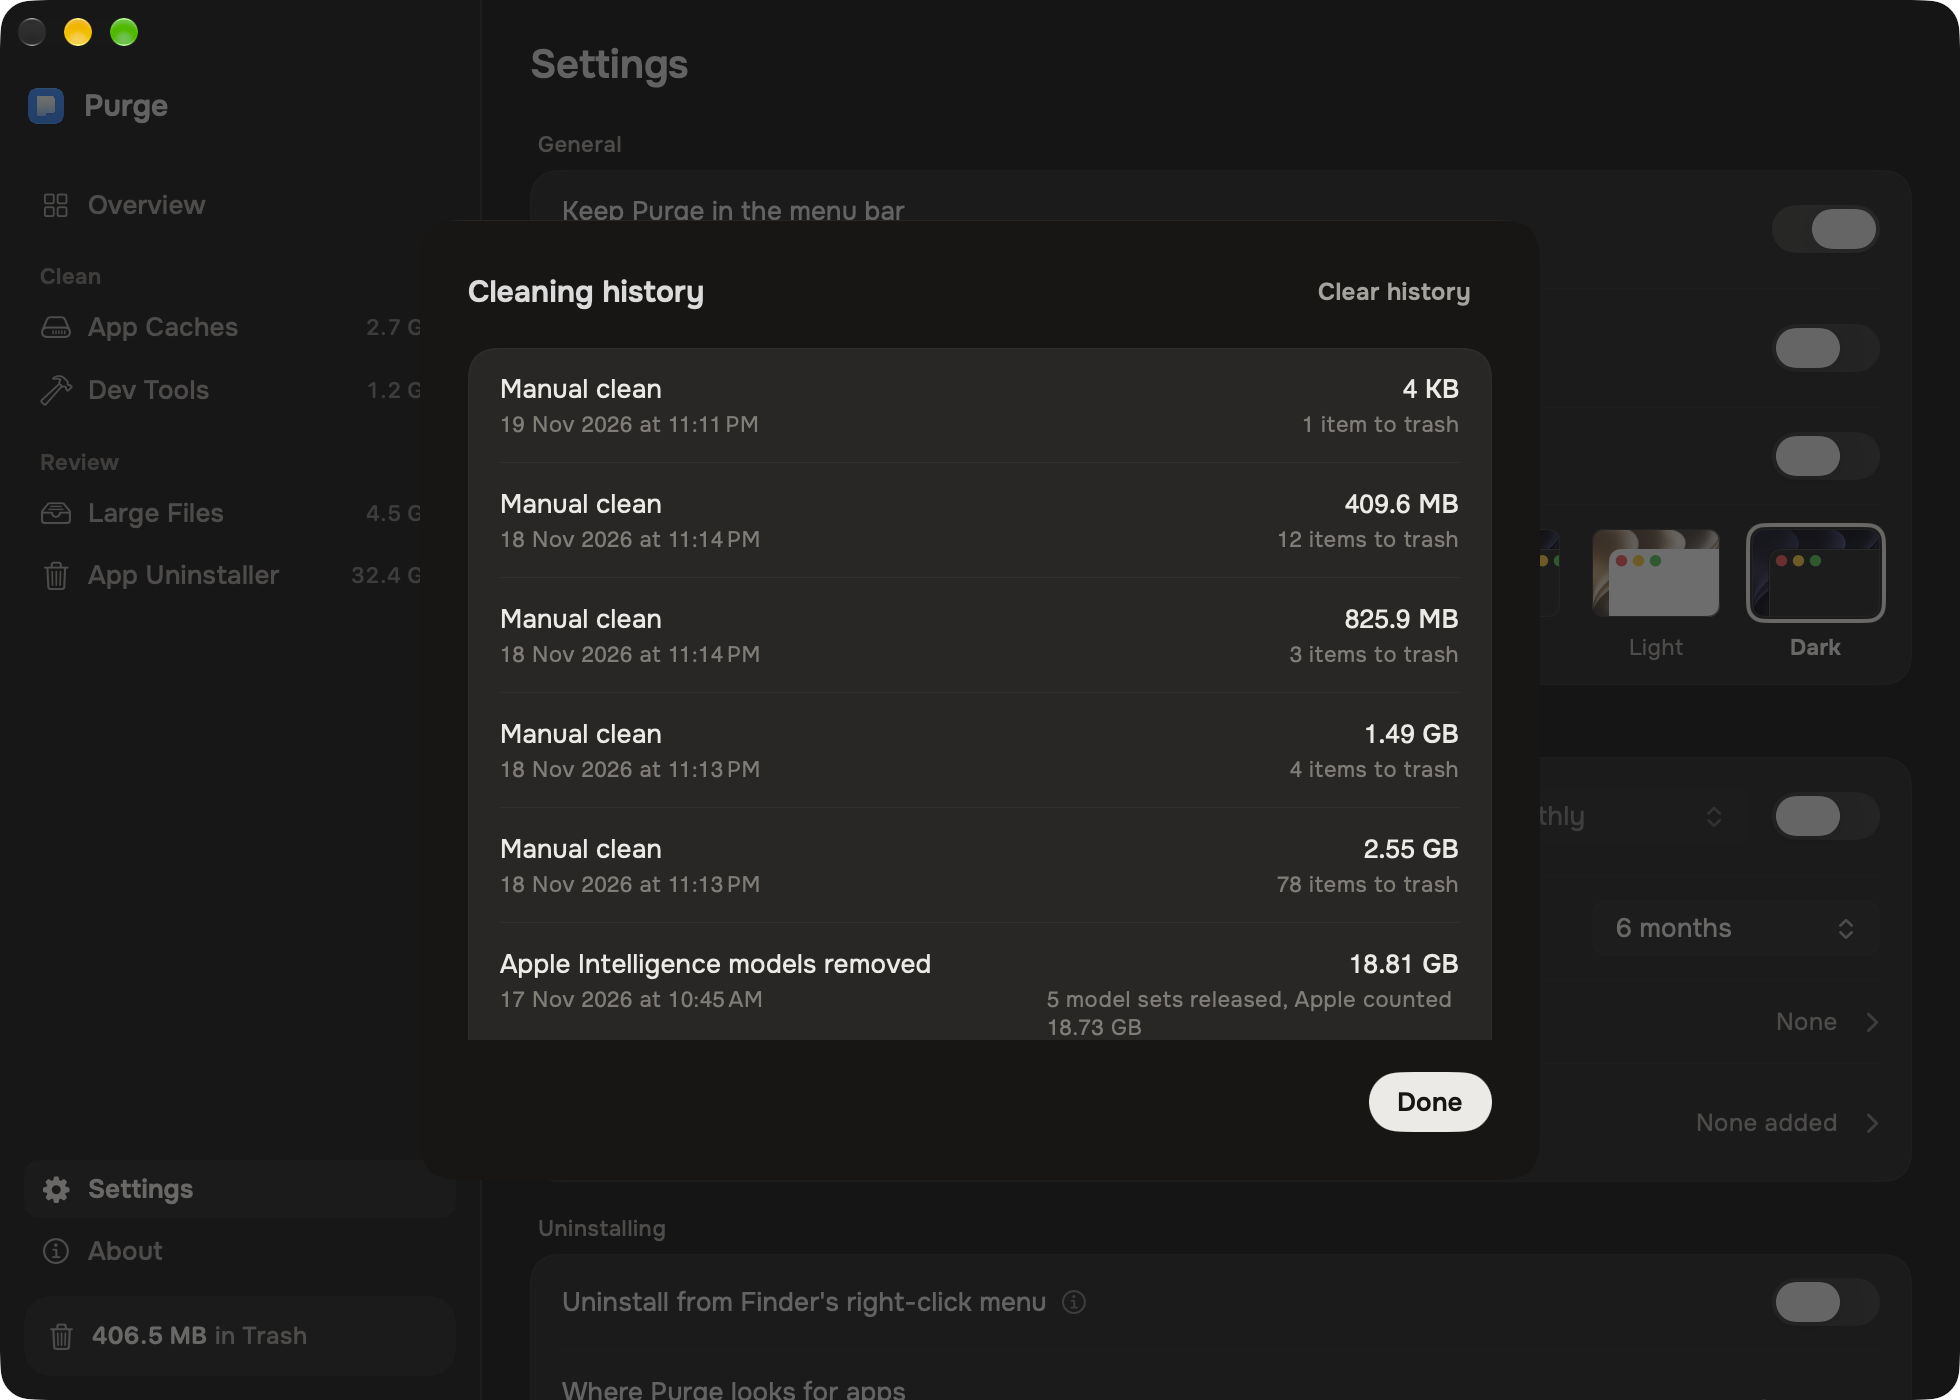 Purge
Overview
Clean
App Caches 2.7 G
Dev Tools 1.2 G
Review
Large Files 4.5 G
App Uninstaller 32.4 G
Settings
About
406.5 MB in Trash
Settings
General
Keep Purge in the menu bar
Cleaning history
Clear history
Manual clean 4 KB
19 Nov 2026 at 11:11 PM 1 item to trash
Manual clean 409.6 MB
18 Nov 2026 at 11:14 PM 12 items to trash
Manual clean 825.9 MB
18 Nov 2026 at 11:14 PM 3 items to trash
Manual clean 1.49 GB
18 Nov 2026 at 11:13 PM 4 items to trash
Manual clean 2.55 GB
18 Nov 2026 at 11:13 PM 78 items to trash
Apple Intelligence models removed 18.81 GB
17 Nov 2026 at 10:45 AM 5 model sets released, Apple counted
18.73 GB
Done
Light Dark
thly
6 months
None
None added
Uninstalling
Uninstall from Finder's right-click menu
Where Purge looks for apps